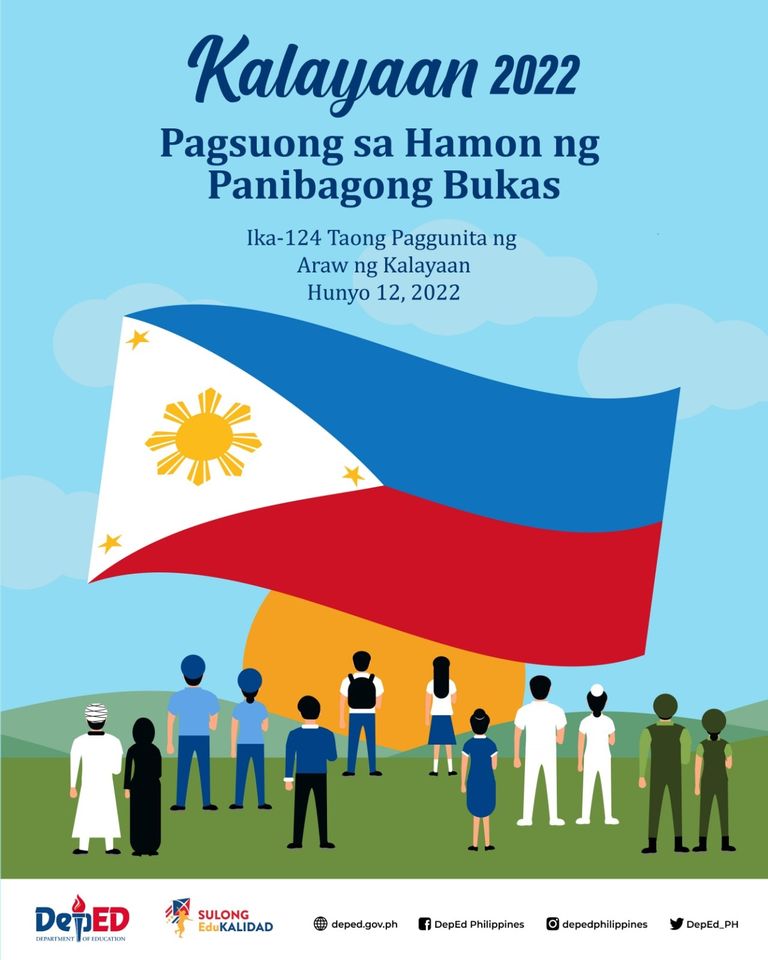 Kalayaan 2022
Pagsuong sa Hamon ng
Panibagong Bukas
Ika-124 Taong Paggunita ng
Araw ng Kalayaan
Hunyo 12, 2022
DepED
DEPARTMENT OF EDUCATION
SULONG
EduKALIDAD
deped.gov.ph
DepEd Philippines
depedphilippines
DepEd_PH